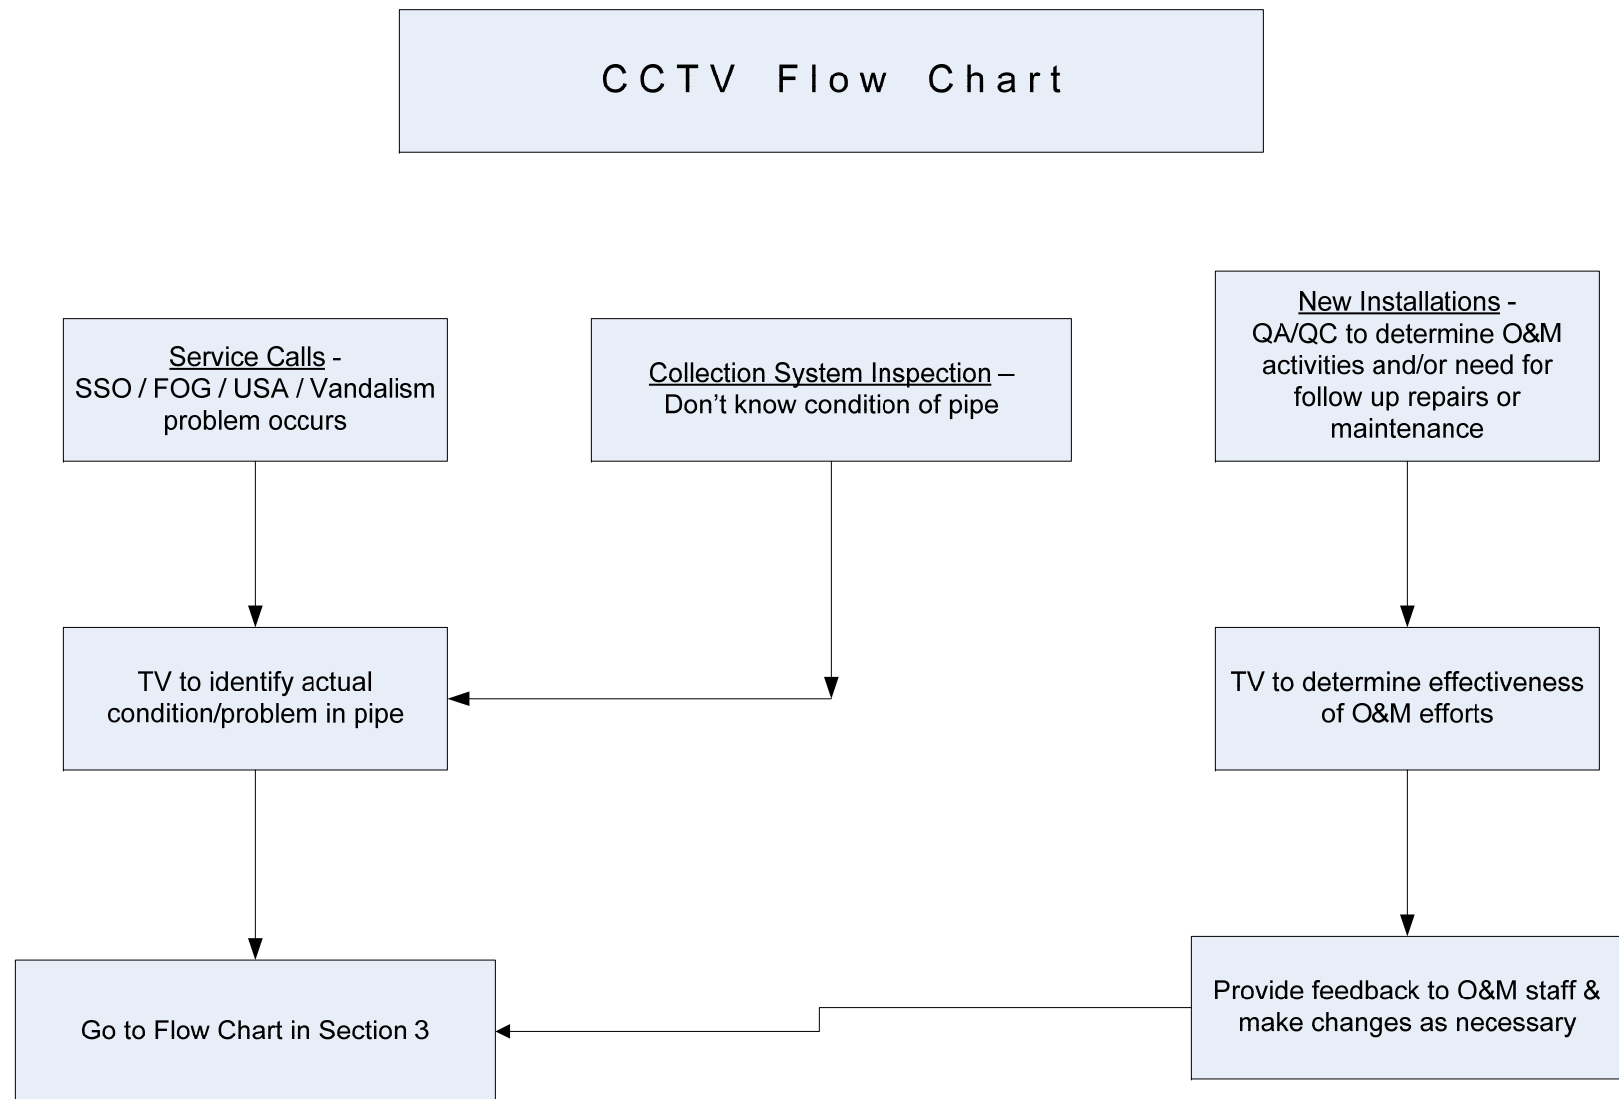 CCTV Flow Chart
Service Calls -
SSO / FOG / USA / Vandalism
problem occurs
Collection System Inspection –
Don’t know condition of pipe
New Installations -
QA/QC to determine O&M
activities and/or need for
follow up repairs or
maintenance
TV to identify actual
condition/problem in pipe
TV to determine effectiveness
of O&M efforts
Go to Flow Chart in Section 3
Provide feedback to O&M staff &
make changes as necessary